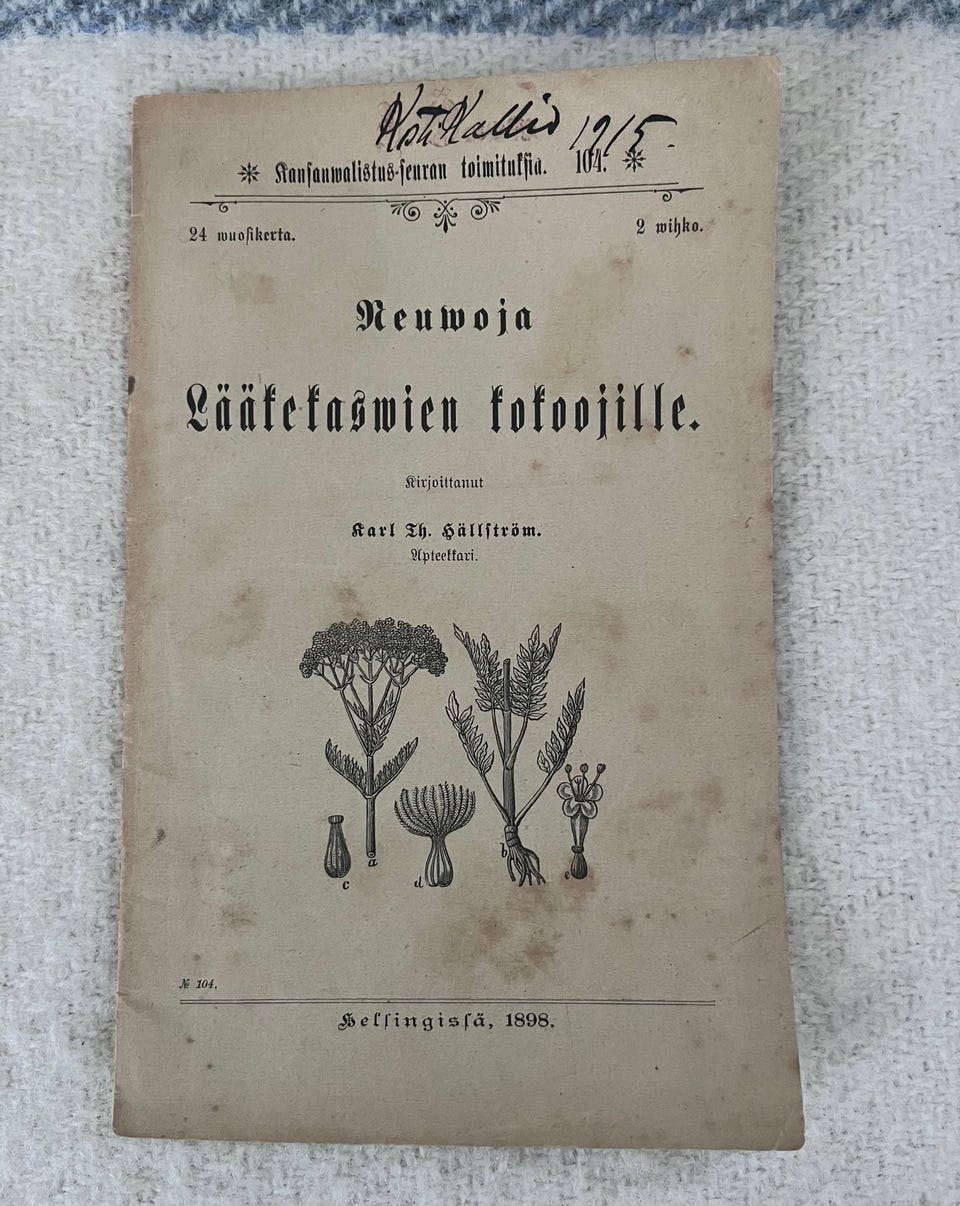 Kallio 1915.
Kansanwalistus-seuran toimituksia. 104.
24 wuosikerta. 2 wihko.
Neuwoja
Lääkekaswien kokoojille.
Kirjoittanut
Karl Th. Hällström.
Apteekkari.
a
b
c
d
e
№ 104.
Helsingissä, 1898.